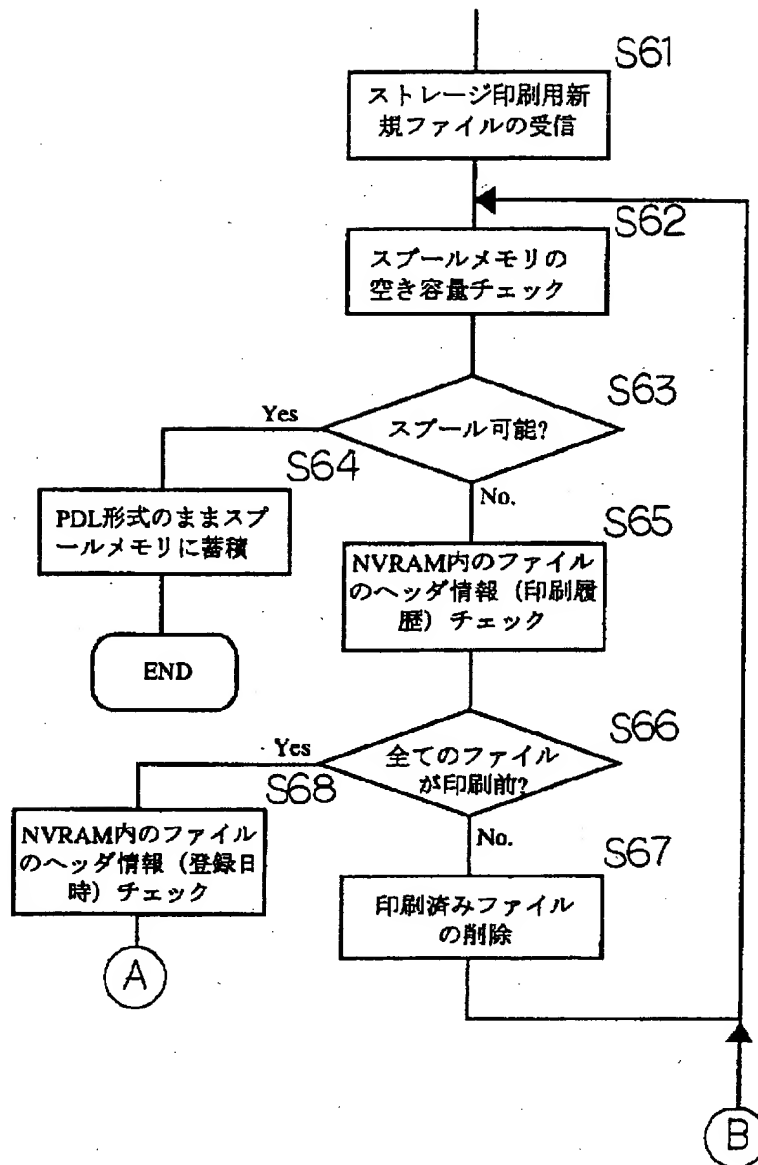 S61
ストレージ印刷用新
規ファイルの受信
S62
スプールメモリの
空き容量チェック
S63
スプール可能?
Yes
S64
PDL形式のままスプ
ールメモリに蓄積
END
No.
S65
NVRAM内のファイル
のヘッダ情報（印刷履
歴）チェック
S66
全てのファイル
が印刷前?
Yes
S68
NVRAM内のファイル
のヘッダ情報（登録日
時）チェック
A
No.
S67
印刷済みファイル
の削除
B